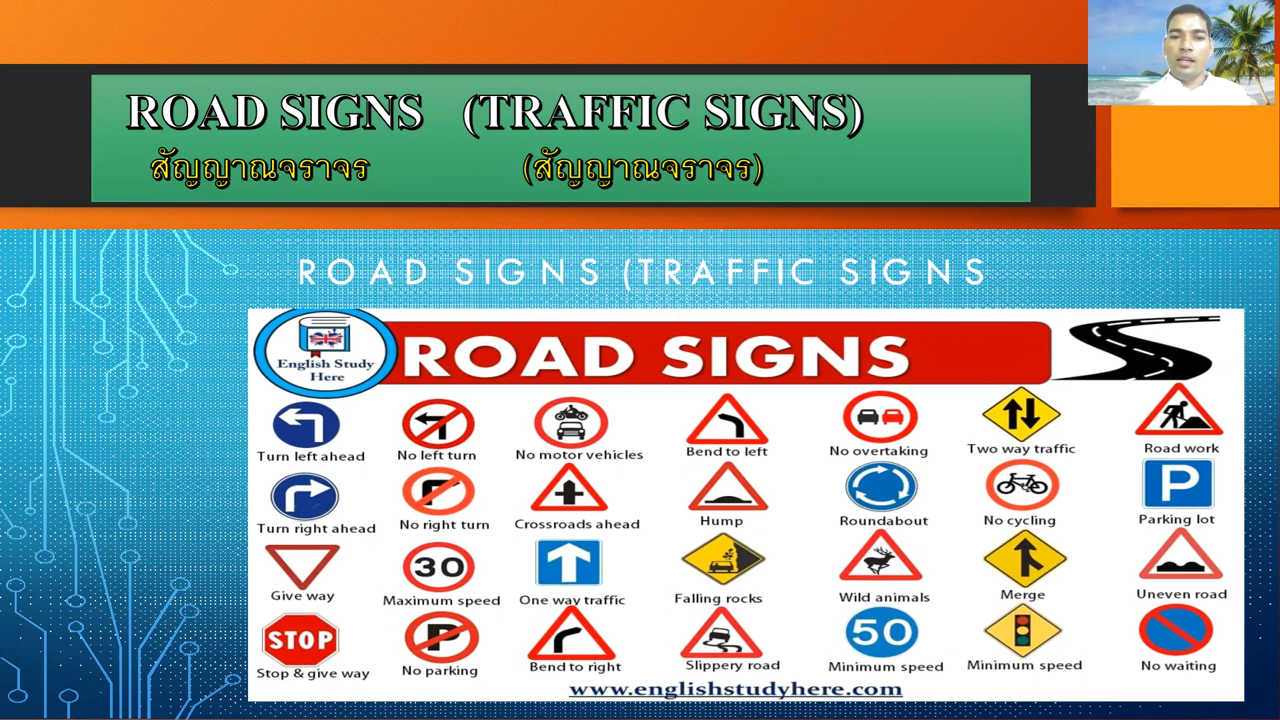 ROAD SIGNS (TRAFFIC SIGNS)
สัญญาณจราจร (สัญญาณจราจร)
ROAD SIGNS (TRAFFIC SIGNS
English Study
Here
ROAD SIGNS
Turn left ahead No left turn No motor vehicles Bend to left No overtaking Two way traffic Road work
P
Turn right ahead No right turn Crossroads ahead Hump Roundabout No cycling Parking lot
30
Give way Maximum speed One way traffic Falling rocks Wild animals Merge Uneven road
STOP P 50
Stop & give way No parking Bend to right Slippery road Minimum speed Minimum speed No waiting
www.englishstudyhere.com